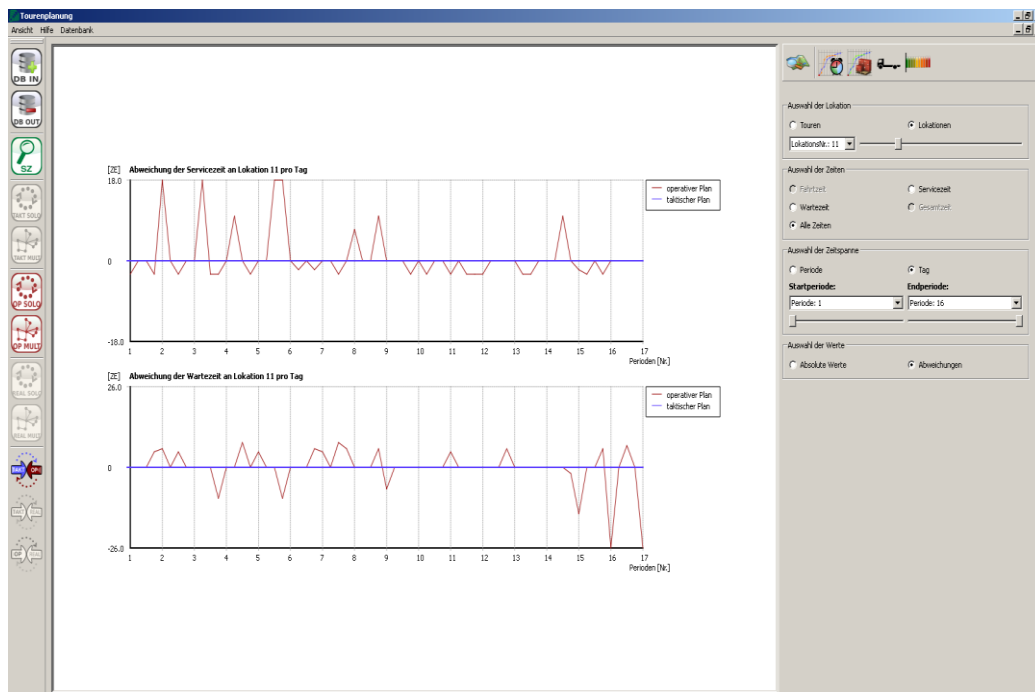 Tourenplanung
Ansicht Hilfe Datenbank
DB IN
DB OUT
SZ
TAKT SOLO
TAKT MULT
OP SOLO
OP MULT
REAL SOLO
REAL MULT
TAKT OP
TAKT REAL
OP REAL
[ZE] Abweichung der Servicezeit an Lokation 11 pro Tag
18.0
0
-18.0
1 2 3 4 5 6 7 8 9 10 11 12 13 14 15 16 17
Perioden [Nr.]
operativer Plan
taktischer Plan
[ZE] Abweichung der Wartezeit an Lokation 11 pro Tag
26.0
0
-26.0
1 2 3 4 5 6 7 8 9 10 11 12 13 14 15 16 17
Perioden [Nr.]
operativer Plan
taktischer Plan
Auswahl der Lokation
Touren Lokationen
LokationsNr.: 11
Auswahl der Zeiten
Fahrtzeit Servicezeit
Wartezeit Gesamtzeit
Alle Zeiten
Auswahl der Zeitspanne
Periode Tag
Startperiode: Endperiode:
Periode: 1 Periode: 16
Auswahl der Werte
Absolute Werte Abweichungen